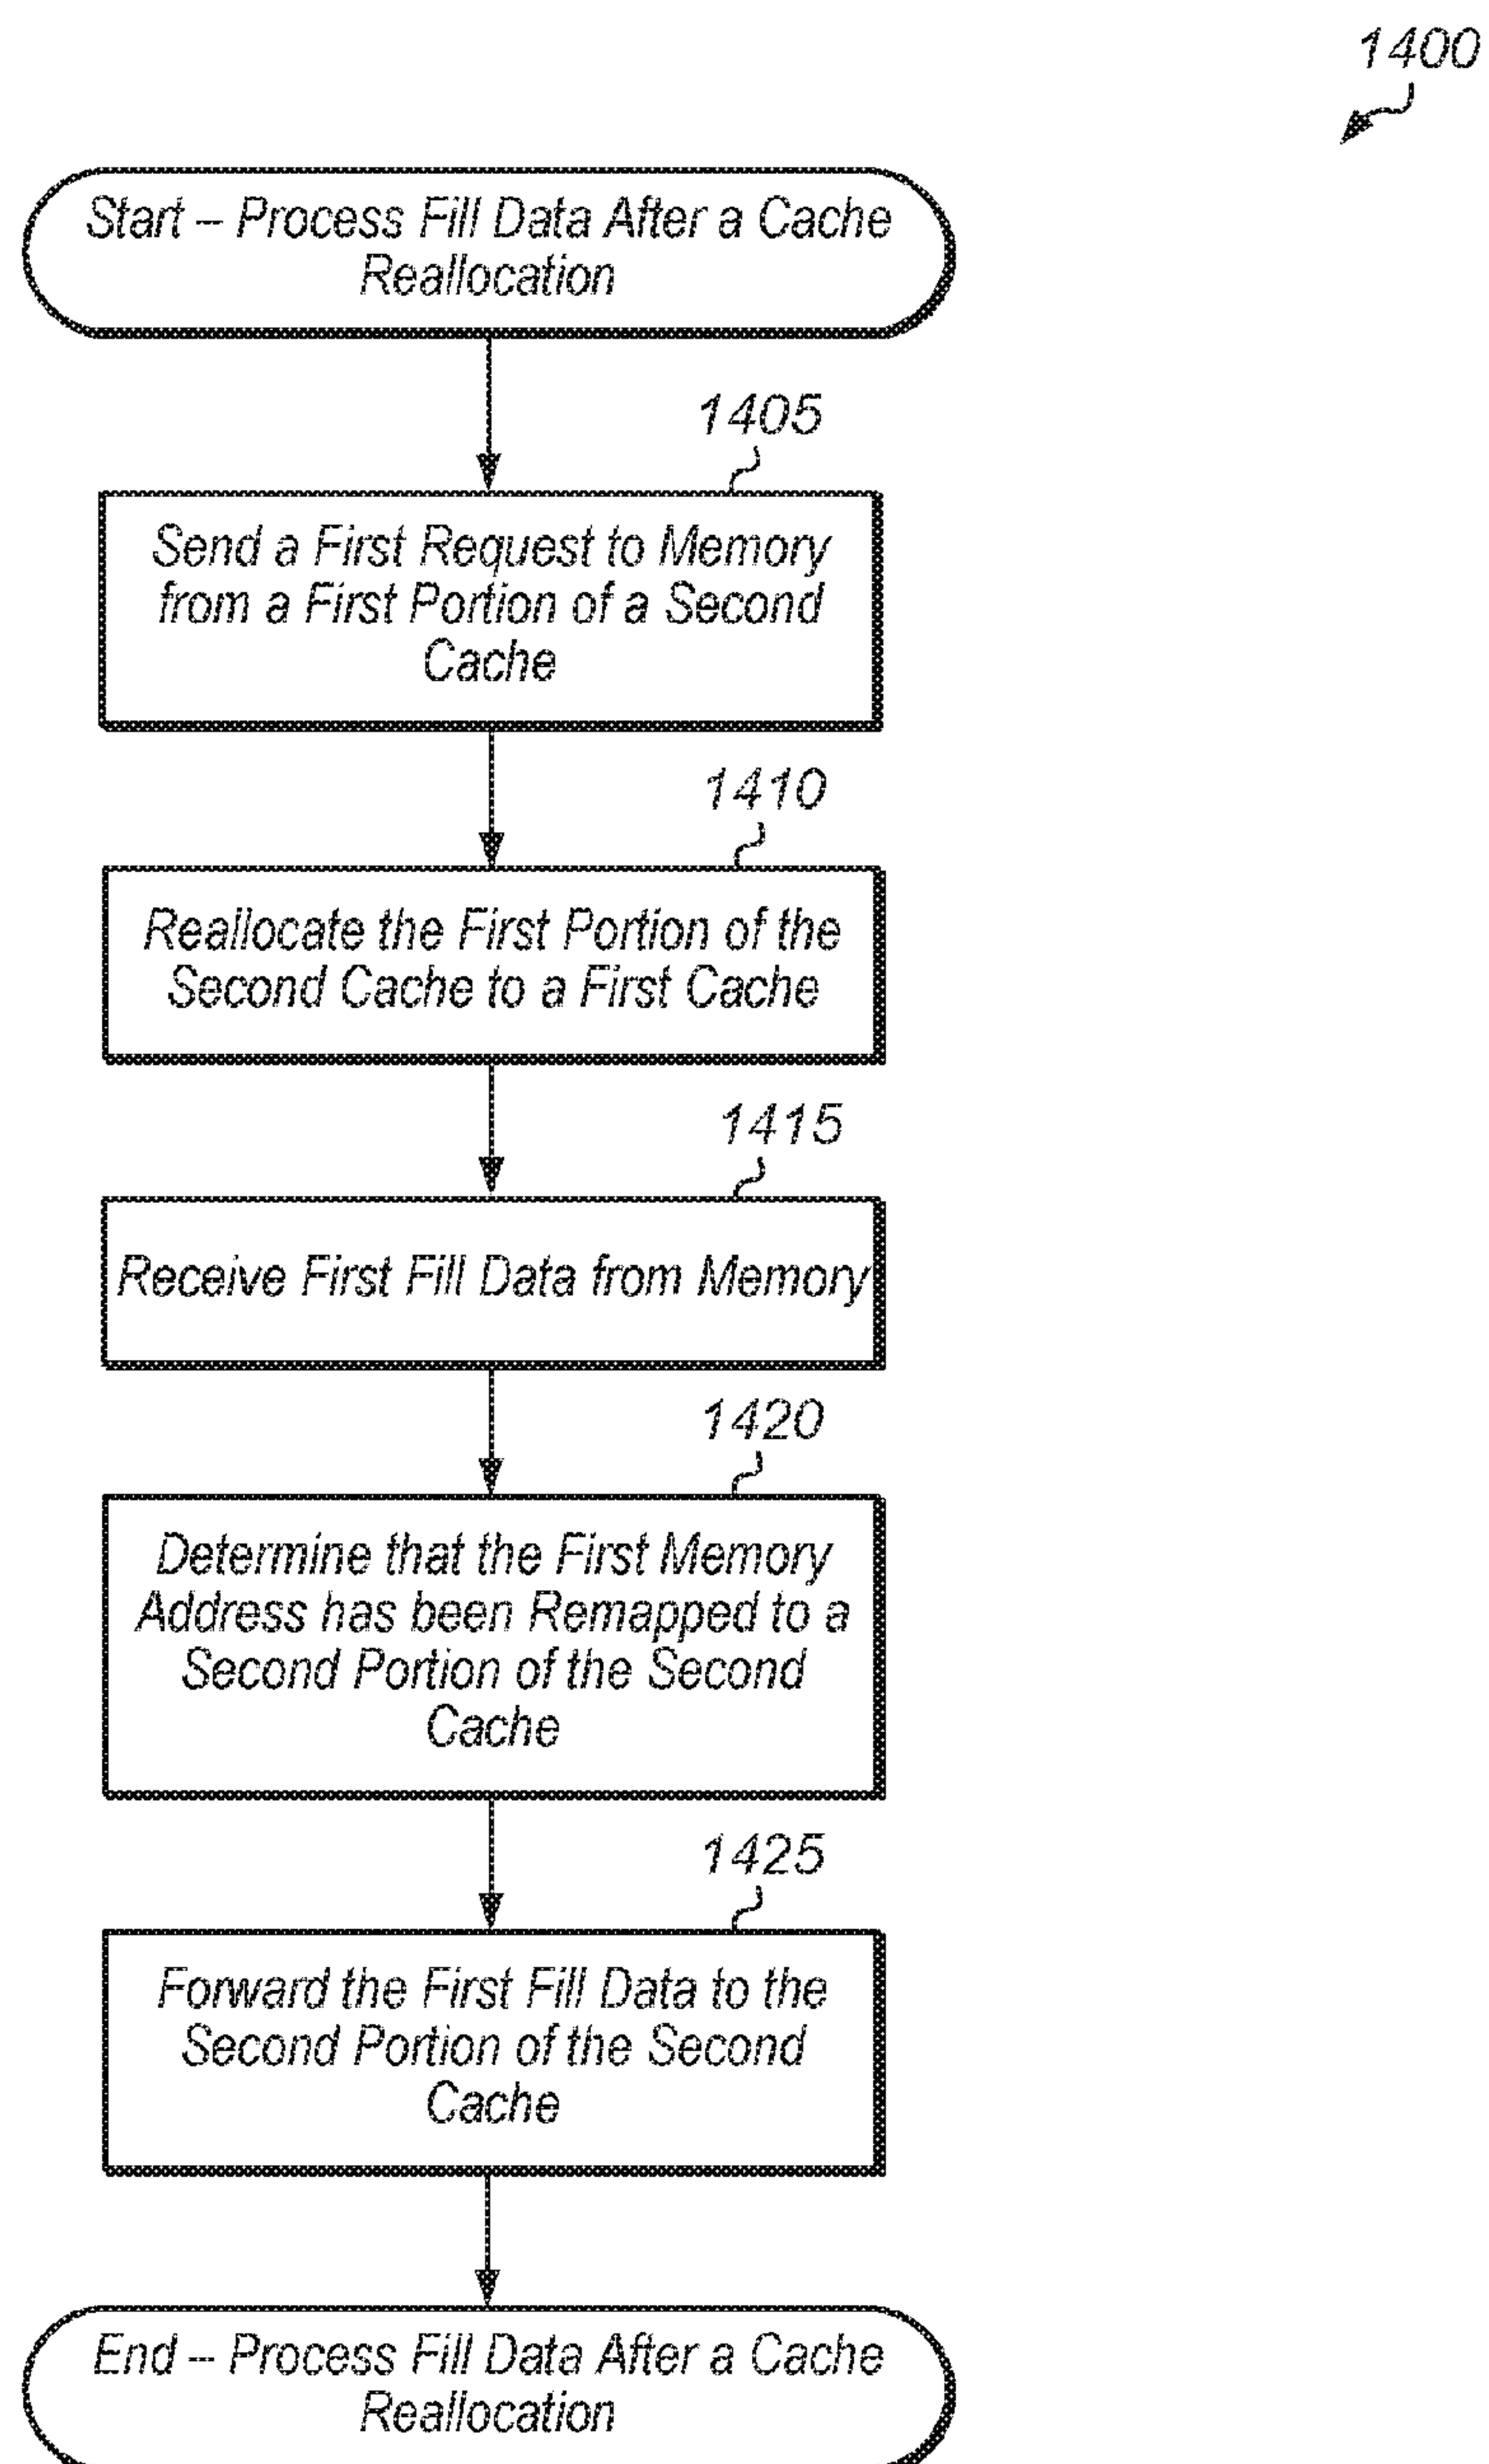 1400
Start – Process Fill Data After a Cache
Reallocation
1405
Send a First Request to Memory
from a First Portion of a Second
Cache
1410
Reallocate the First Portion of the
Second Cache to a First Cache
1415
Receive First Fill Data from Memory
1420
Determine that the First Memory
Address has been Remapped to a
Second Portion of the Second
Cache
1425
Forward the First Fill Data to the
Second Portion of the Second
Cache
End – Process Fill Data After a Cache
Reallocation